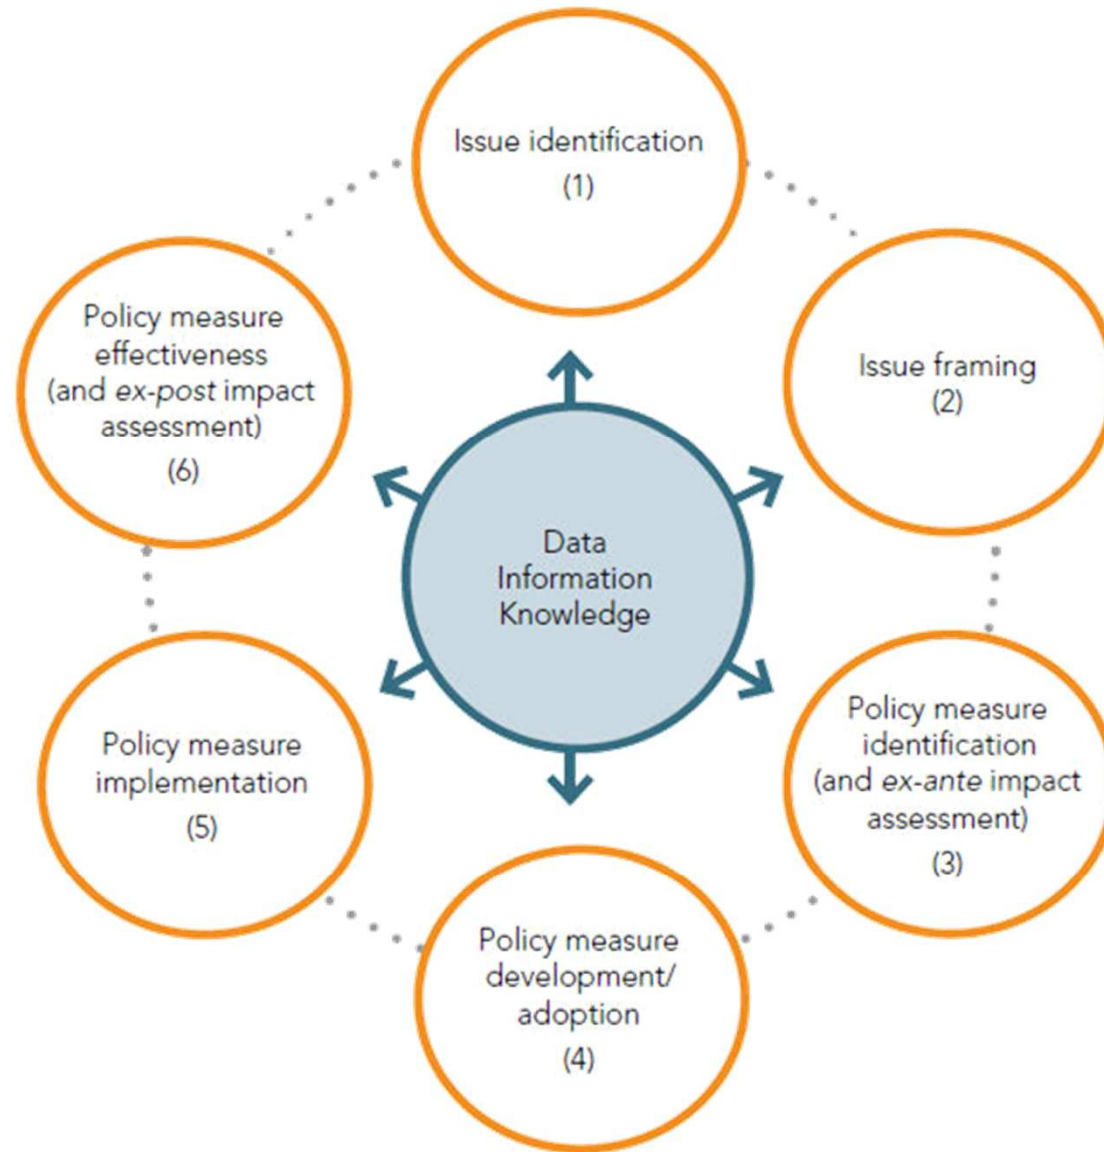 Issue identification
(1)
Issue framing
(2)
Policy measure
identification
(and ex-ante impact
assessment)
(3)
Policy measure
development/
adoption
(4)
Policy measure
implementation
(5)
Policy measure
effectiveness
(and ex-post impact
assessment)
(6)
Data
Information
Knowledge